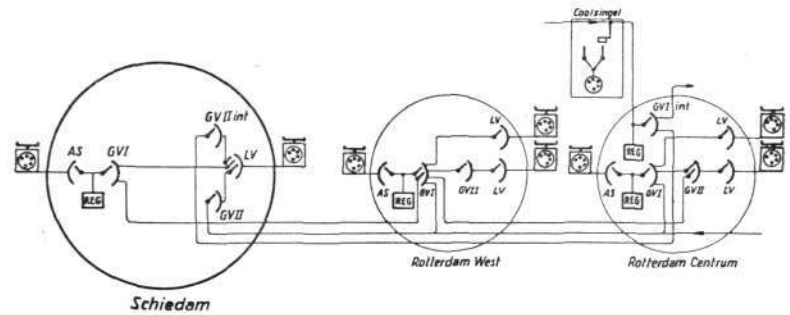 Coolsingel
GVI int
REG
GVII int
AS
GVI
LV
REG
GVII
Schiedam
LV
AS
REG
GVI
GVII
LV
Rotterdam West
LV
AS
REG
GVI
GVII
LV
Rotterdam Centrum